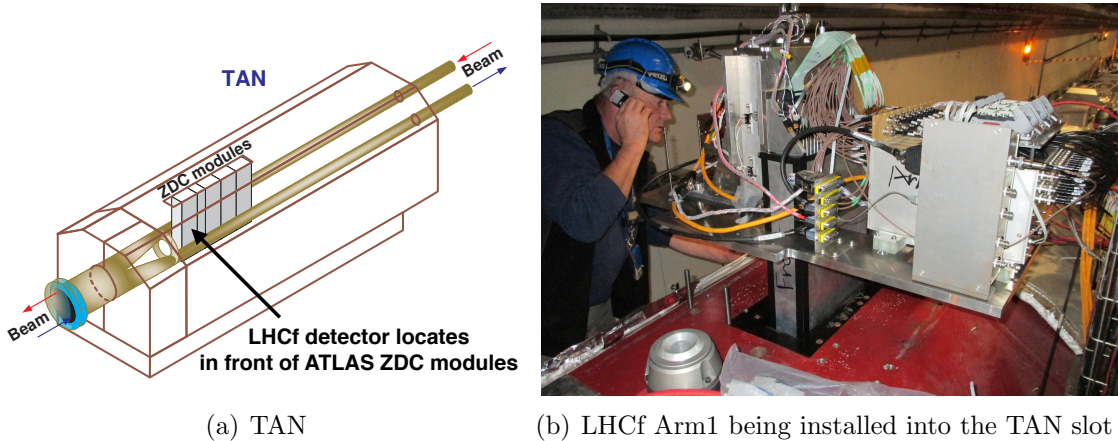 TAN
Beam
ZDC modules
Beam
LHCf detector locates
in front of ATLAS ZDC modules
PETZL
(a) TAN
(b) LHCf Arm1 being installed into the TAN slot